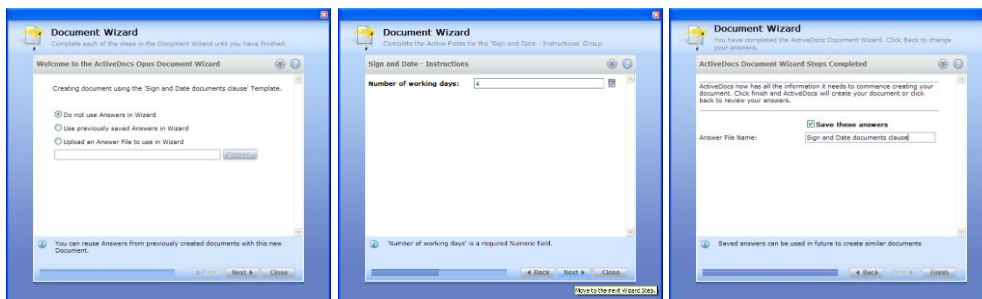 Document Wizard
Complete each of the steps in the Document Wizard until you have finished.
Welcome to the ActiveDocs Opus Document Wizard
Creating document using the 'Sign and Date documents clause' Template.
Do not use Answers in Wizard
Use previously saved Answers in Wizard
Upload an Answer File to use in Wizard
You can reuse Answers from previously created documents with this new
Document.
Next
Close
Document Wizard
Complete the Active Fields for the 'Sign and Date - Instructions' Group.
Sign and Date - Instructions
Number of working days:
4
'Number of working days' is a required Numeric field.
Back
Next
Close
Move to the next Wizard Step.
Document Wizard
You have completed the ActiveDocs Document Wizard. Click Back to change
your answers.
ActiveDocs Document Wizard Steps Completed
ActiveDocs now has all the information it needs to commence creating your
document. Click finish and ActiveDocs will create your document or click
back to review your answers.
Save these answers
Answer File Name:
Sign and Date documents clause
Saved answers can be used in future to create similar documents
Back
Next
Finish